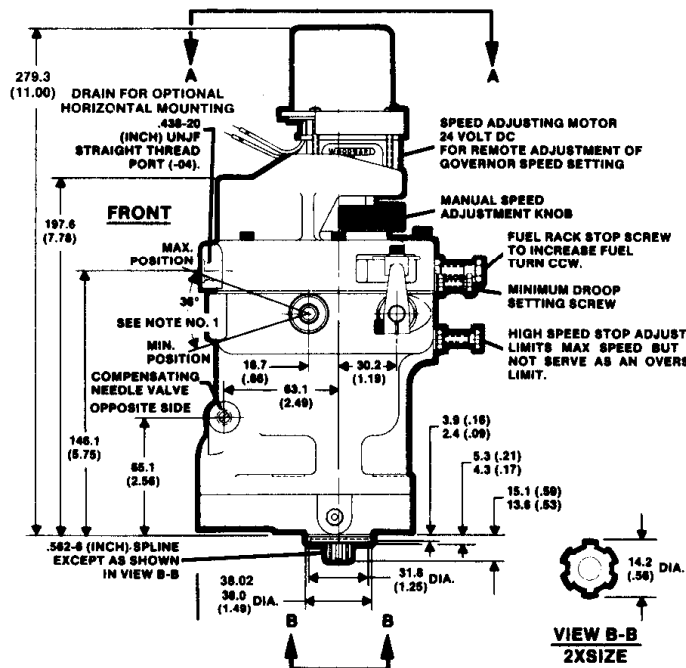 A
A
279.3
(11.00)
DRAIN FOR OPTIONAL
HORIZONTAL MOUNTING
.438-20
(INCH) UNJF
STRAIGHT THREAD
PORT (-04).
WOODWARD
SPEED ADJUSTING MOTOR
24 VOLT DC
FOR REMOTE ADJUSTMENT OF
GOVERNOR SPEED SETTING
197.6
(7.78)
FRONT
MANUAL SPEED
ADJUSTMENT KNOB
MAX.
POSITION
FUEL RACK STOP SCREW
TO INCREASE FUEL
TURN CCW.
36°
MINIMUM DROOP
SETTING SCREW
SEE NOTE NO. 1
MIN.
POSITION
HIGH SPEED STOP ADJUST
LIMITS MAX SPEED BUT
NOT SERVE AS AN OVERS
LIMIT.
16.7
(.66)
30.2
(1.19)
COMPENSATING
NEEDLE VALVE
OPPOSITE SIDE
63.1
(2.49)
146.1
(5.75)
65.1
(2.56)
3.9 (.16)
2.4 (.09)
5.3 (.21)
4.3 (.17)
15.1 (.59)
13.6 (.53)
.562-6 (INCH) SPLINE
EXCEPT AS SHOWN
IN VIEW B-B
31.8
(1.25) DIA.
38.02
38.0
(1.49) DIA.
14.2
(.56) DIA.
B
B
VIEW B-B
2XSIZE